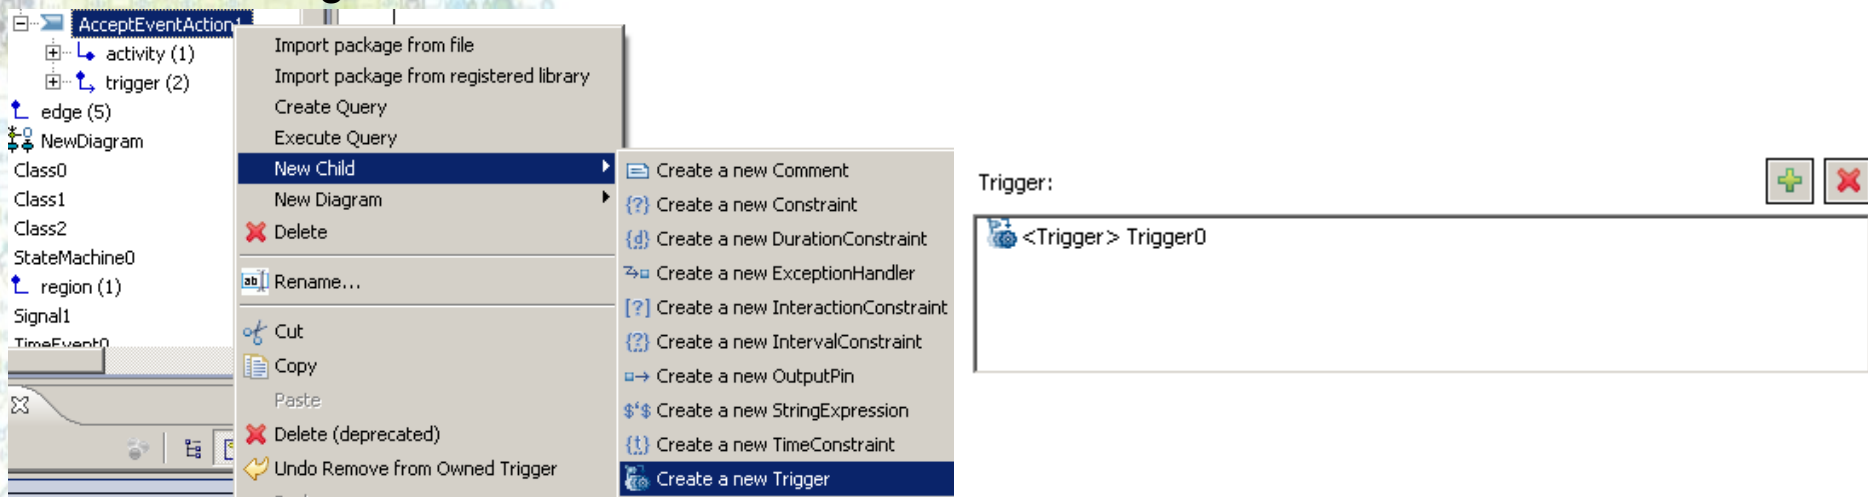 AcceptEventAction1
activity (1)
trigger (2)
edge (5)
NewDiagram
Class0
Class1
Class2
StateMachine0
region (1)
Signal1
TimeEvent0
Import package from file
Import package from registered library
Create Query
Execute Query
New Child
New Diagram
Delete
Rename...
Cut
Copy
Paste
Delete (deprecated)
Undo Remove from Owned Trigger
Create a new Comment
{?} Create a new Constraint
{d} Create a new DurationConstraint
Create a new ExceptionHandler
[?] Create a new InteractionConstraint
{?} Create a new IntervalConstraint
Create a new OutputPin
$'$ Create a new StringExpression
{t} Create a new TimeConstraint
Create a new Trigger
Trigger:
<Trigger> Trigger0